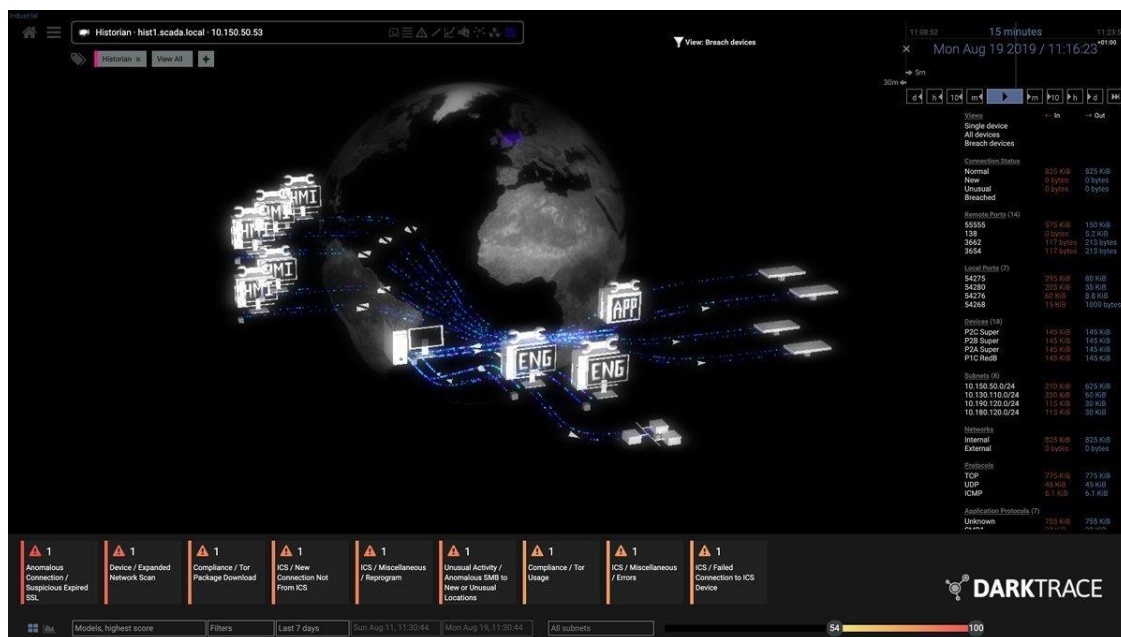 Industrial
Historian · hist1.scada.local · 10.150.50.53
Historian ×
View All
+
View: Breach devices
11:08:52
15 minutes
Mon Aug 19 2019 / 11:16:23 +01:00
5m
30m
d h 10 m
m 10 h d
Views
In Out
Single device
All devices
Breach devices
Connection Status
Normal 825 KiB 825 KiB
New 0 bytes 0 bytes
Unusual 0 bytes 0 bytes
Breached
Remote Ports (14)
55555 575 KiB 150 KiB
138 0 bytes 5.2 KiB
3662 117 bytes 213 bytes
3654 117 bytes 213 bytes
Local Ports (7)
54275 295 KiB 80 KiB
54280 205 KiB 55 KiB
54276 60 KiB 8.8 KiB
54268 15 KiB 1000 bytes
Devices (18)
P2C Super 145 KiB 145 KiB
P2B Super 145 KiB 145 KiB
P2A Super 145 KiB 145 KiB
P1C RedB 145 KiB 145 KiB
Subnets (8)
10.150.50.0/24 210 KiB 625 KiB
10.130.110.0/24 230 KiB 60 KiB
10.190.120.0/24 115 KiB 30 KiB
10.180.120.0/24 115 KiB 30 KiB
Networks
Internal 825 KiB 825 KiB
External 0 bytes 0 bytes
Protocols
TCP 775 KiB 775 KiB
UDP 45 KiB 45 KiB
ICMP 6.1 KiB 6.1 KiB
Application Protocols (7)
Unknown 755 KiB 755 KiB
HMI
HMI
HMI
HMI
HMI
APP
ENG
ENG
1
Anomalous
Connection /
Suspicious Expired
SSL
1
Device / Expanded
Network Scan
1
Compliance / Tor
Package Download
1
ICS / New
Connection Not
From ICS
1
ICS / Miscellaneous
/ Reprogram
1
Unusual Activity /
Anomalous SMB to
New or Unusual
Locations
1
Compliance / Tor
Usage
1
ICS / Miscellaneous
/ Errors
1
ICS / Failed
Connection to ICS
Device
DARKTRACE
Models, highest score
Filters
Last 7 days
Sun Aug 11, 11:30:44
Mon Aug 19, 11:30:44
All subnets
54
100